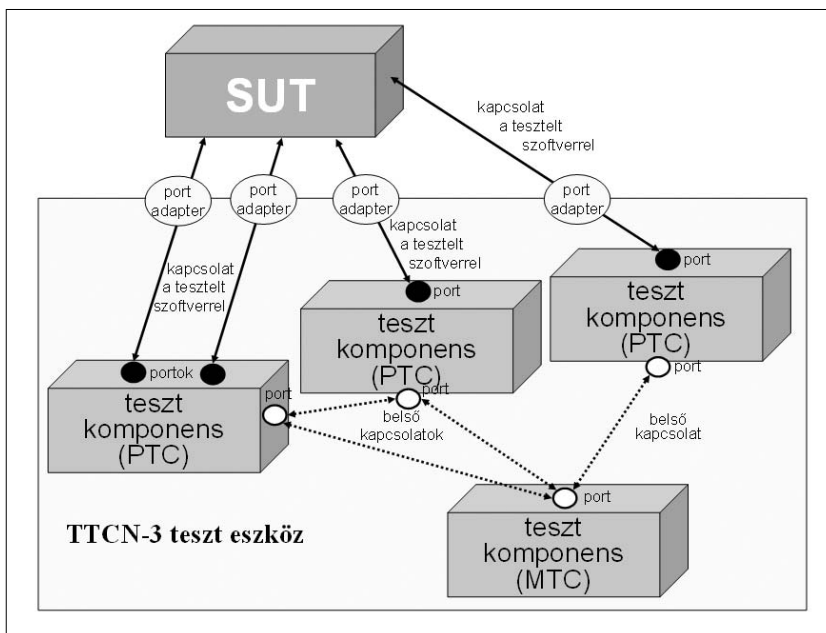 SUT
kapcsolat
a tesztelt
szoftverrel
port
adapter
port
adapter
port
adapter
port
adapter
kapcsolat
a tesztelt
szoftverrel
kapcsolat
a tesztelt
szoftverrel
port
teszt
komponens
(PTC)
port
port
teszt
komponens
(PTC)
port
portok
teszt
komponens
(PTC)
port
belső
kapcsolatok
belső
kapcsolat
port
teszt
komponens
(MTC)
TTCN-3 teszt eszköz